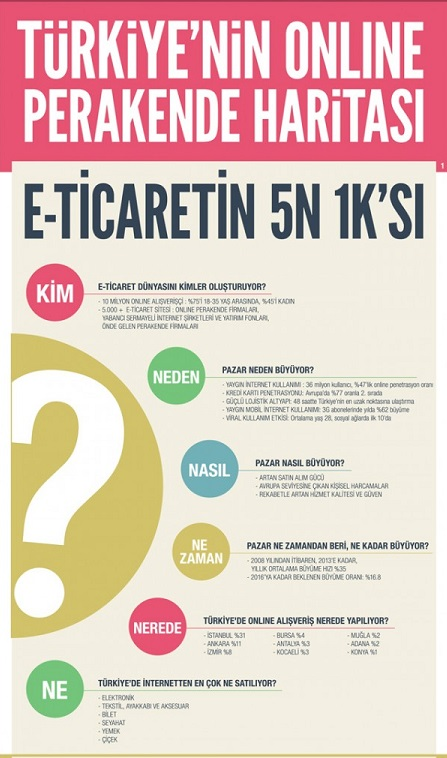 TÜRKiYE'NiN ONLINE
PERAKENDE HARiTASI
1
E-TİCARETİN 5N 1K'SI
KİM
E-TİCARET DÜNYASINI KİMLER OLUŞTURUYOR?
- 10 MİLYON ONLINE ALIŞVERİŞÇİ : %75'İ 18-35 YAŞ ARASINDA, %45'İ KADIN
- 5.000 + E-TİCARET SİTESİ : ONLINE PERAKENDE FİRMALARI,
YABANCI SERMAYELİ İNTERNET ŞİRKETLERİ VE YATIRIM FONLARI,
ÖNDE GELEN PERAKENDE FİRMALARI
NEDEN
PAZAR NEDEN BÜYÜYOR?
- YAYGIN İNTERNET KULLANIMI : 36 milyon kullanıcı, %47'lik online penetrasyon oranı
- KREDİ KARTI PENETRASYONU: Avrupa'da %77 oranla 2. sırada
- GÜÇLÜ LOJİSTİK ALTYAPI: 48 saatte Türkiye'nin en uzak noktasına ulaştırma
- YAYGIN MOBİL İNTERNET KULLANIMI: 3G abonelerinde yılda %62 büyüme
- VİRAL KULLANIM ETKİSİ: Ortalama yaş 28, sosyal ağlarda ilk 10'da
NASIL
PAZAR NASIL BÜYÜYOR?
- ARTAN SATIN ALIM GÜCÜ
- AVRUPA SEVİYESİNE ÇIKAN KİŞİSEL HARCAMALAR
- REKABETLE ARTAN HİZMET KALİTESİ VE GÜVEN
NE
ZAMAN
PAZAR NE ZAMANDAN BERİ, NE KADAR BÜYÜYOR?
- 2008 YILINDAN İTİBAREN, 2013'E KADAR,
YILLIK ORTALAMA BÜYÜME HIZI %35
- 2016'YA KADAR BEKLENEN BÜYÜME ORANI: %16.8
NEREDE
TÜRKİYE'DE ONLINE ALIŞVERİŞ NEREDE YAPILIYOR?
- İSTANBUL %31 - BURSA %4 - MUĞLA %2
- ANKARA %11 - ANTALYA %3 - ADANA %2
- İZMİR %8 - KOCAELİ %3 - KONYA %1
NE
TÜRKİYE'DE İNTERNETTEN EN ÇOK NE SATILIYOR?
- ELEKTRONİK
- TEKSTİL, AYAKKABI VE AKSESUAR
- BİLET
- SEYAHAT
- YEMEK
- ÇİÇEK
?